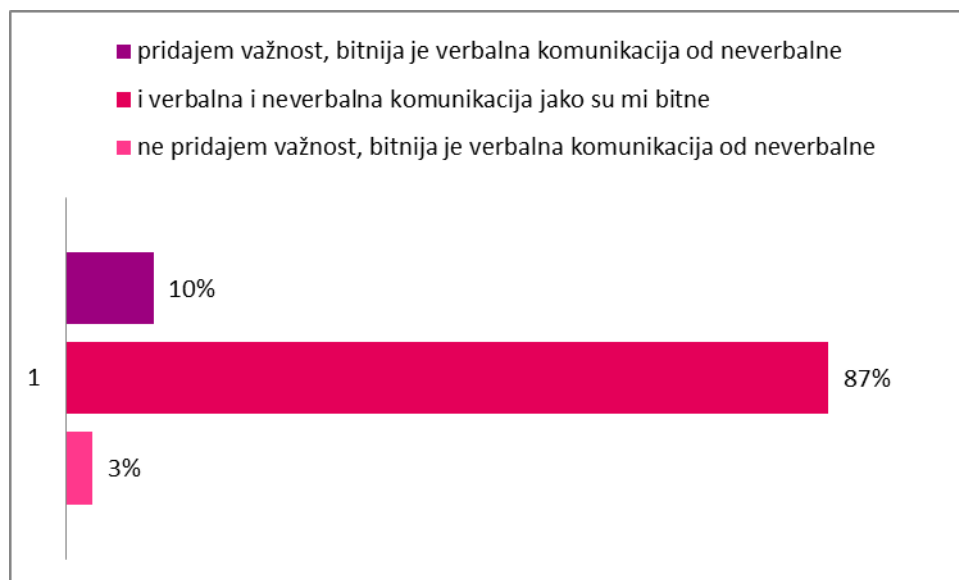 pridajem važnost, bitnija je verbalna komunikacija od neverbalne
i verbalna i neverbalna komunikacija jako su mi bitne
ne pridajem važnost, bitnija je verbalna komunikacija od neverbalne
10%
1
87%
3%